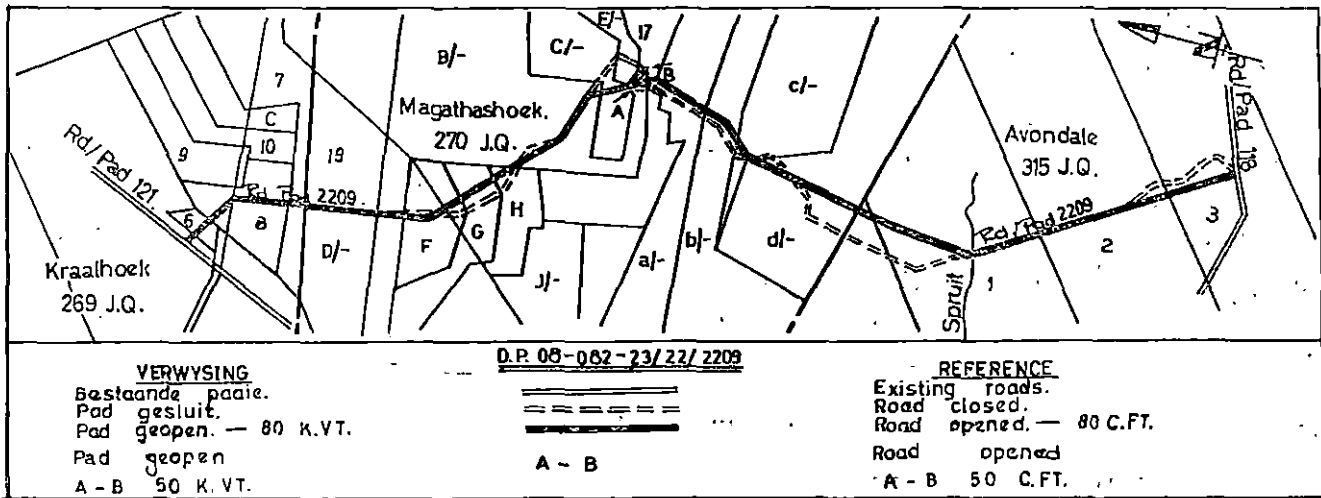 E/-
17
C/-
7
B/-
c/-
B
Magathashoek.
270 J.Q.
A
Avondale
315 J.Q.
Rd/Pad 118
C
10
9
19
Rd/Pad 121
6
8
Rd Pad 2209.
D/-
F
G
H
J/-
a/-
b/-
d/-
Rd/Pad 2209
1
2
3
Spruit
Kraalhoek
269 J.Q.
D.P. 08-082-23/22/2209
VERWYSING
Bestaande paaie.
Pad gesluit.
Pad geopen. — 80 K.VT.
Pad geopen
A - B 50 K.VT.
A - B
REFERENCE
Existing roads.
Road closed.
Road opened. — 80 C.FT.
Road opened
A - B 50 C.FT.